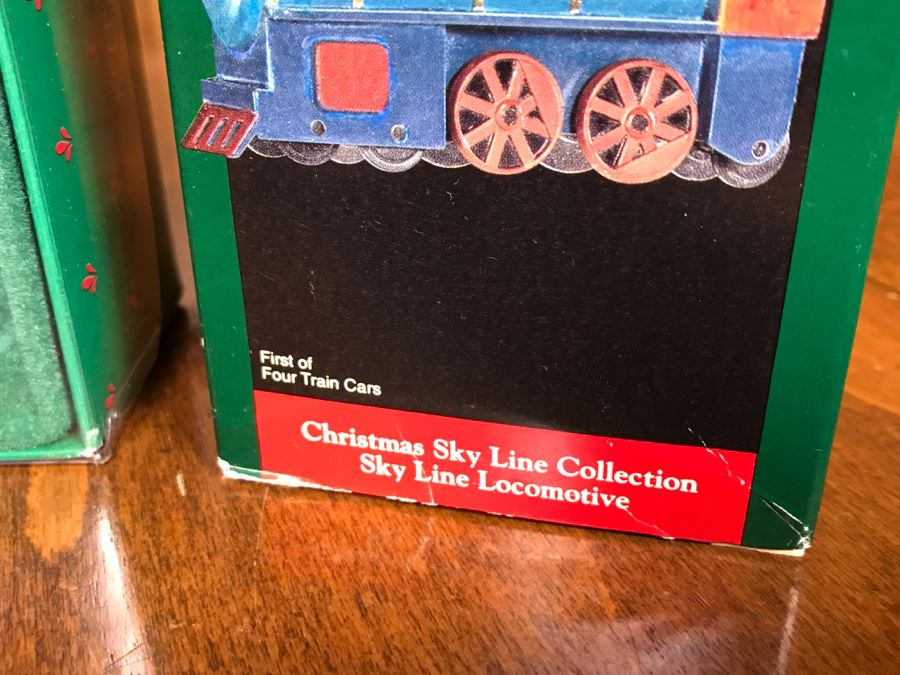 First of
Four Train Cars
Christmas Sky Line Collection
Sky Line Locomotive